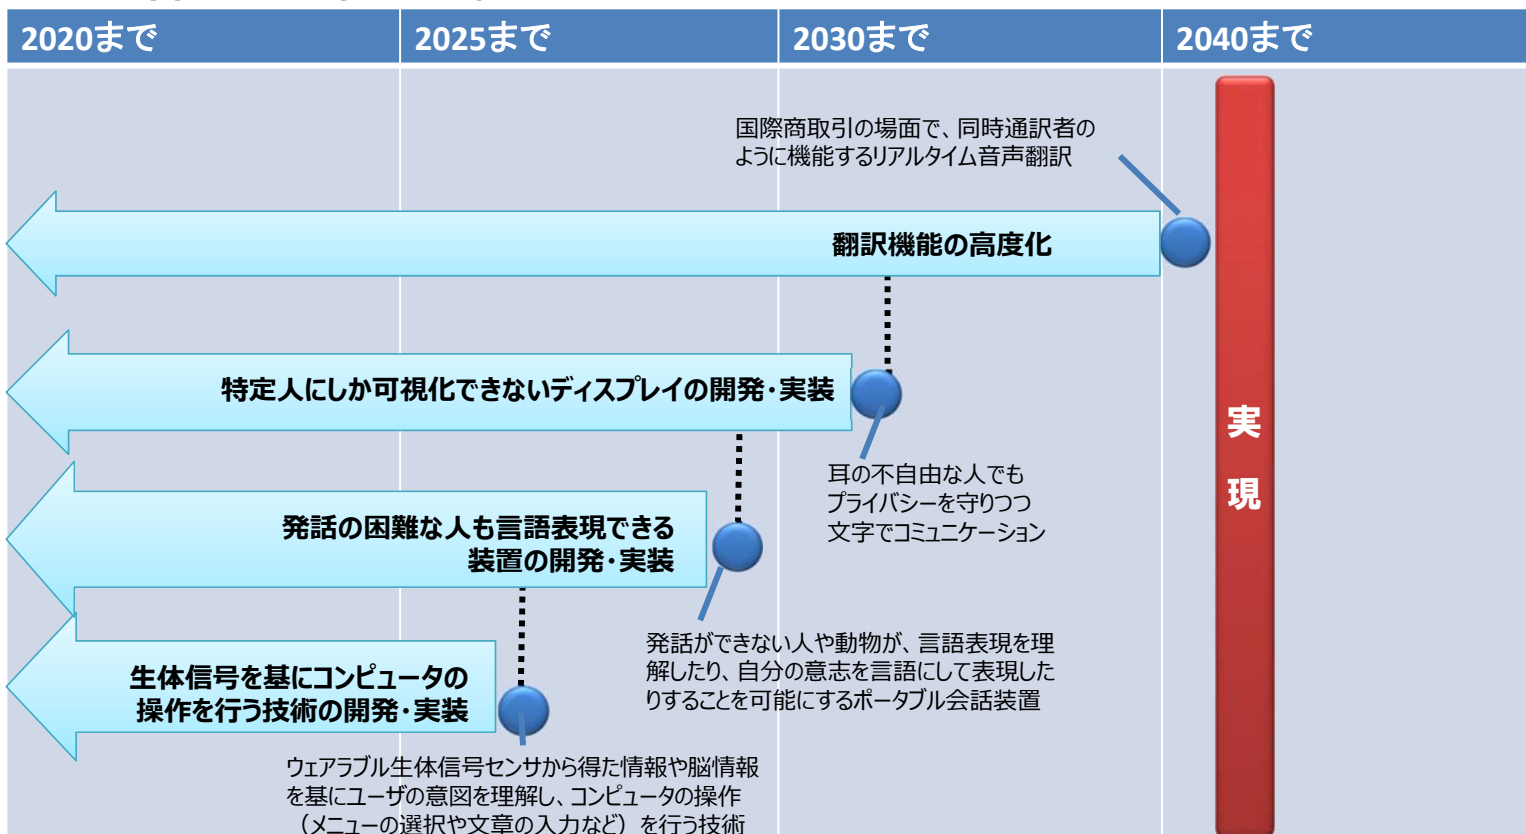 2020まで
2025まで
2030まで
2040まで
国際商取引の場面で、同時通訳者の
ように機能するリアルタイム音声翻訳
翻訳機能の高度化
特定人にしか可視化できないディスプレイの開発・実装
実
現
耳の不自由な人でも
プライバシーを守りつつ
文字でコミュニケーション
発話の困難な人も言語表現できる
装置の開発・実装
発話ができない人や動物が、言語表現を理
解したり、自分の意志を言語にして表現した
りすることを可能にするポータブル会話装置
生体信号を基にコンピュータの
操作を行う技術の開発・実装
ウェアラブル生体信号センサから得た情報や脳情報
を基にユーザの意図を理解し、コンピュータの操作
（メニューの選択や文章の入力など）を行う技術